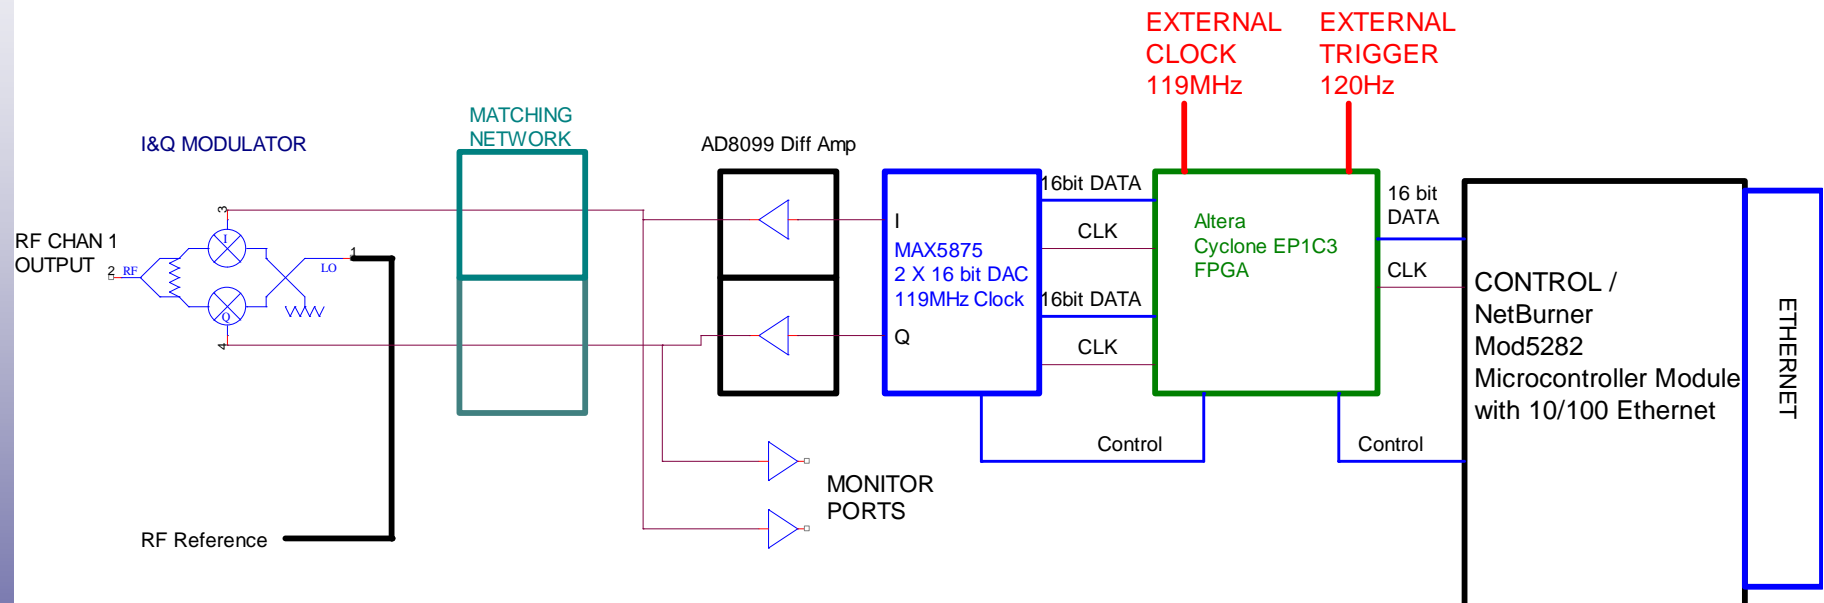 EXTERNAL
CLOCK
119MHz
EXTERNAL
TRIGGER
120Hz
MATCHING
NETWORK
I&Q MODULATOR
AD8099 Diff Amp
RF CHAN 1
OUTPUT
2
RF
3
I
Q
4
1
LO
I
MAX5875
2 X 16 bit DAC
119MHz Clock
Q
16bit DATA
CLK
16bit DATA
CLK
Altera
Cyclone EP1C3
FPGA
16 bit
DATA
CLK
CONTROL /
NetBurner
Mod5282
Microcontroller Module
with 10/100 Ethernet
ETHERNET
Control
Control
MONITOR
PORTS
RF Reference